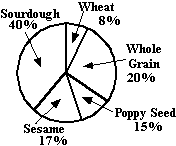 Sourdough
40%
Wheat
8%
Whole
Grain
20%
Poppy Seed
15%
Sesame
17%